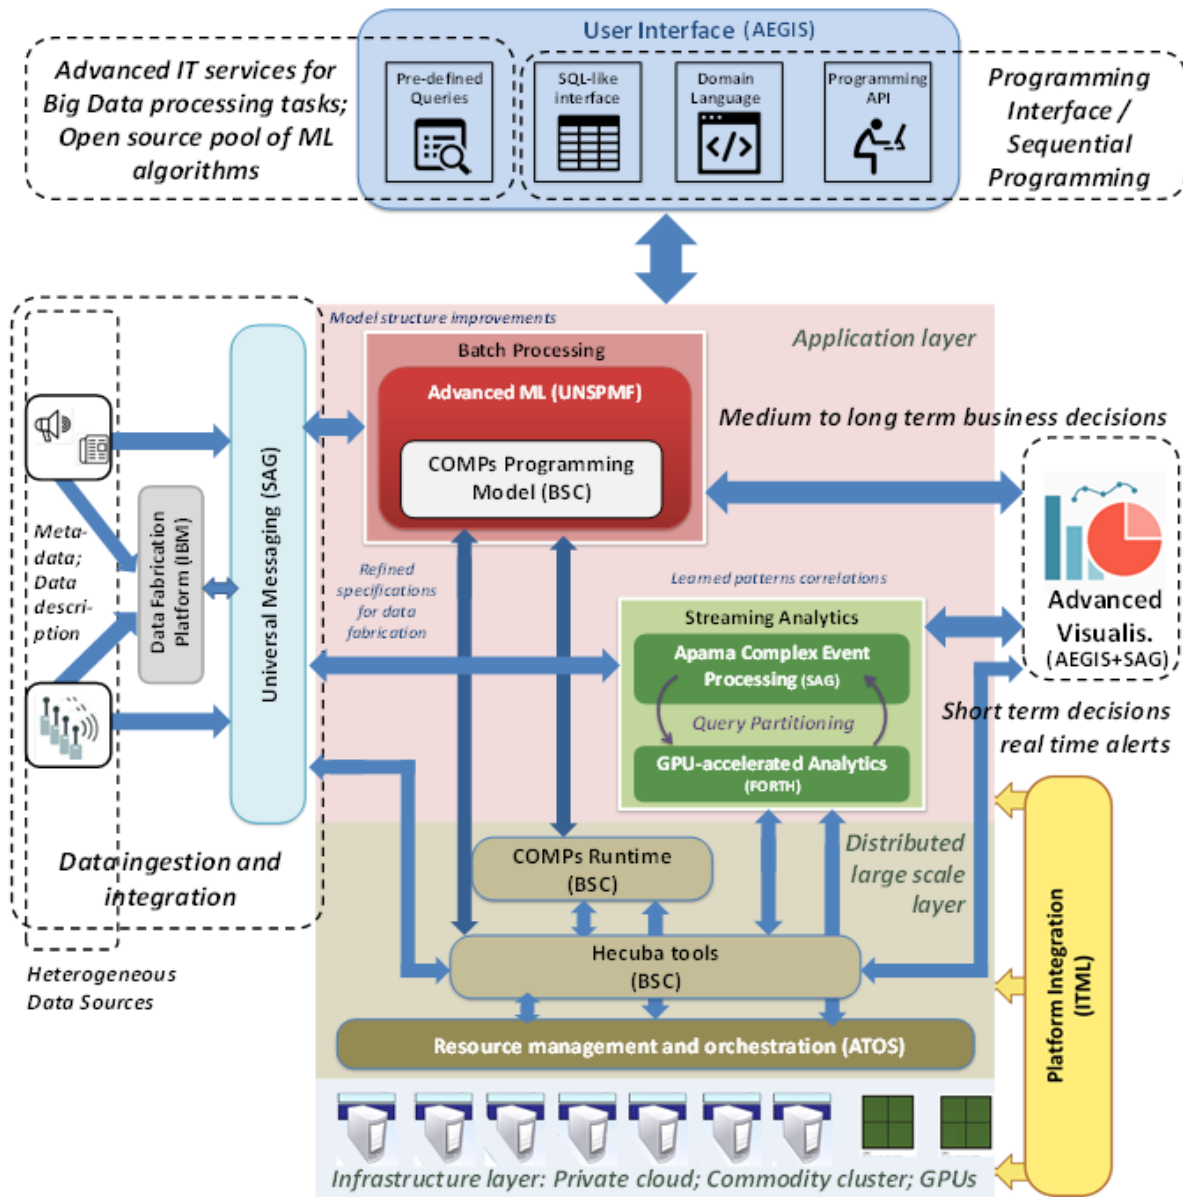 User Interface (AEGIS)
Advanced IT services for
Big Data processing tasks;
Open source pool of ML
algorithms
Pre-defined
Queries
SQL-like
interface
Domain
Language
Programming
API
Programming
Interface /
Sequential
Programming
Model structure improvements
Application layer
Batch Processing
Advanced ML (UNSPMF)
COMPs Programming
Model (BSC)
Medium to long term business decisions
Meta-
data;
Data
descri-
ption
Data Fabrication
Platform (IBM)
Universal Messaging (SAG)
Refined
specifications
for data
fabrication
Learned patterns correlations
Streaming Analytics
Apama Complex Event
Processing (SAG)
Query Partitioning
GPU-accelerated Analytics
(FORTH)
Advanced
Visualis.
(AEGIS+SAG)
Short term decisions
real time alerts
Data ingestion and
integration
Heterogeneous
Data Sources
COMPs Runtime
(BSC)
Distributed
large scale
layer
Hecuba tools
(BSC)
Resource management and orchestration (ATOS)
Platform Integration
(ITML)
Infrastructure layer: Private cloud; Commodity cluster; GPUs